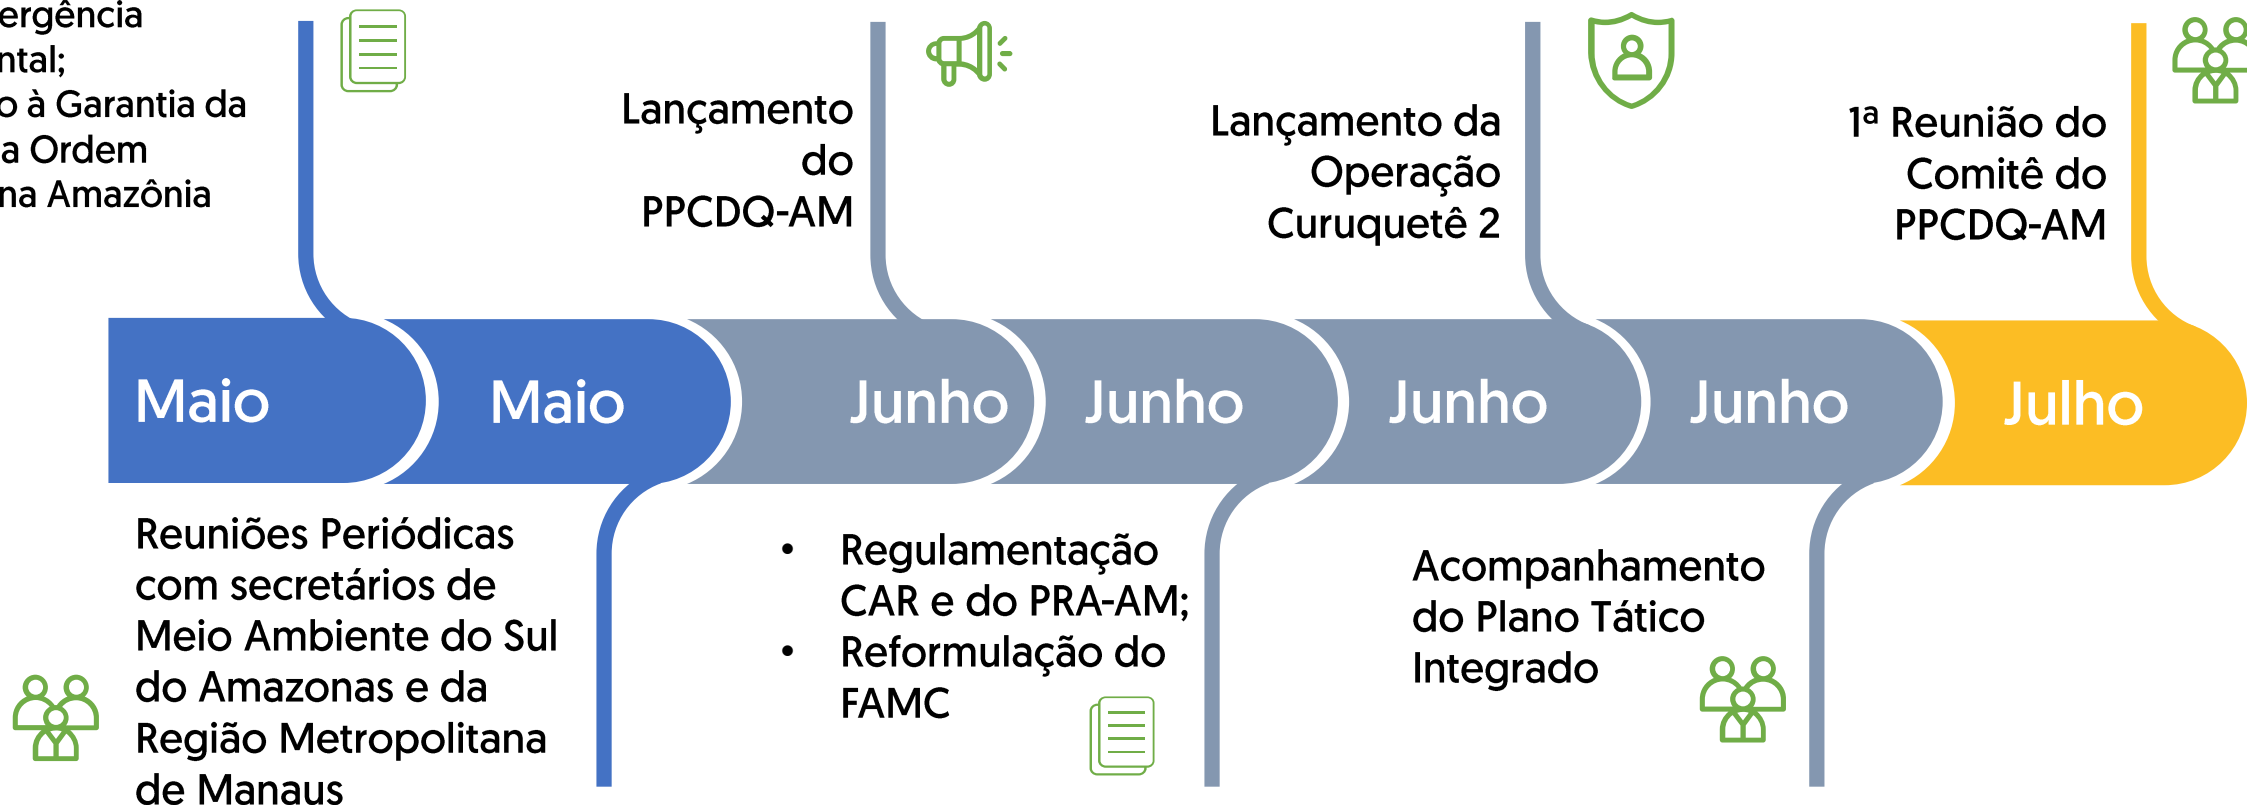 ergência
ntal;
o à Garantia da
a Ordem
na Amazônia
Lançamento
do
PPCDQ-AM
Lançamento da
Operação
Curuquetê 2
1ª Reunião do
Comitê do
PPCDQ-AM
Maio
Maio
Junho
Junho
Junho
Junho
Julho
Reuniões Periódicas
com secretários de
Meio Ambiente do Sul
do Amazonas e da
Região Metropolitana
de Manaus
• Regulamentação
CAR e do PRA-AM;
• Reformulação do
FAMC
Acompanhamento
do Plano Tático
Integrado